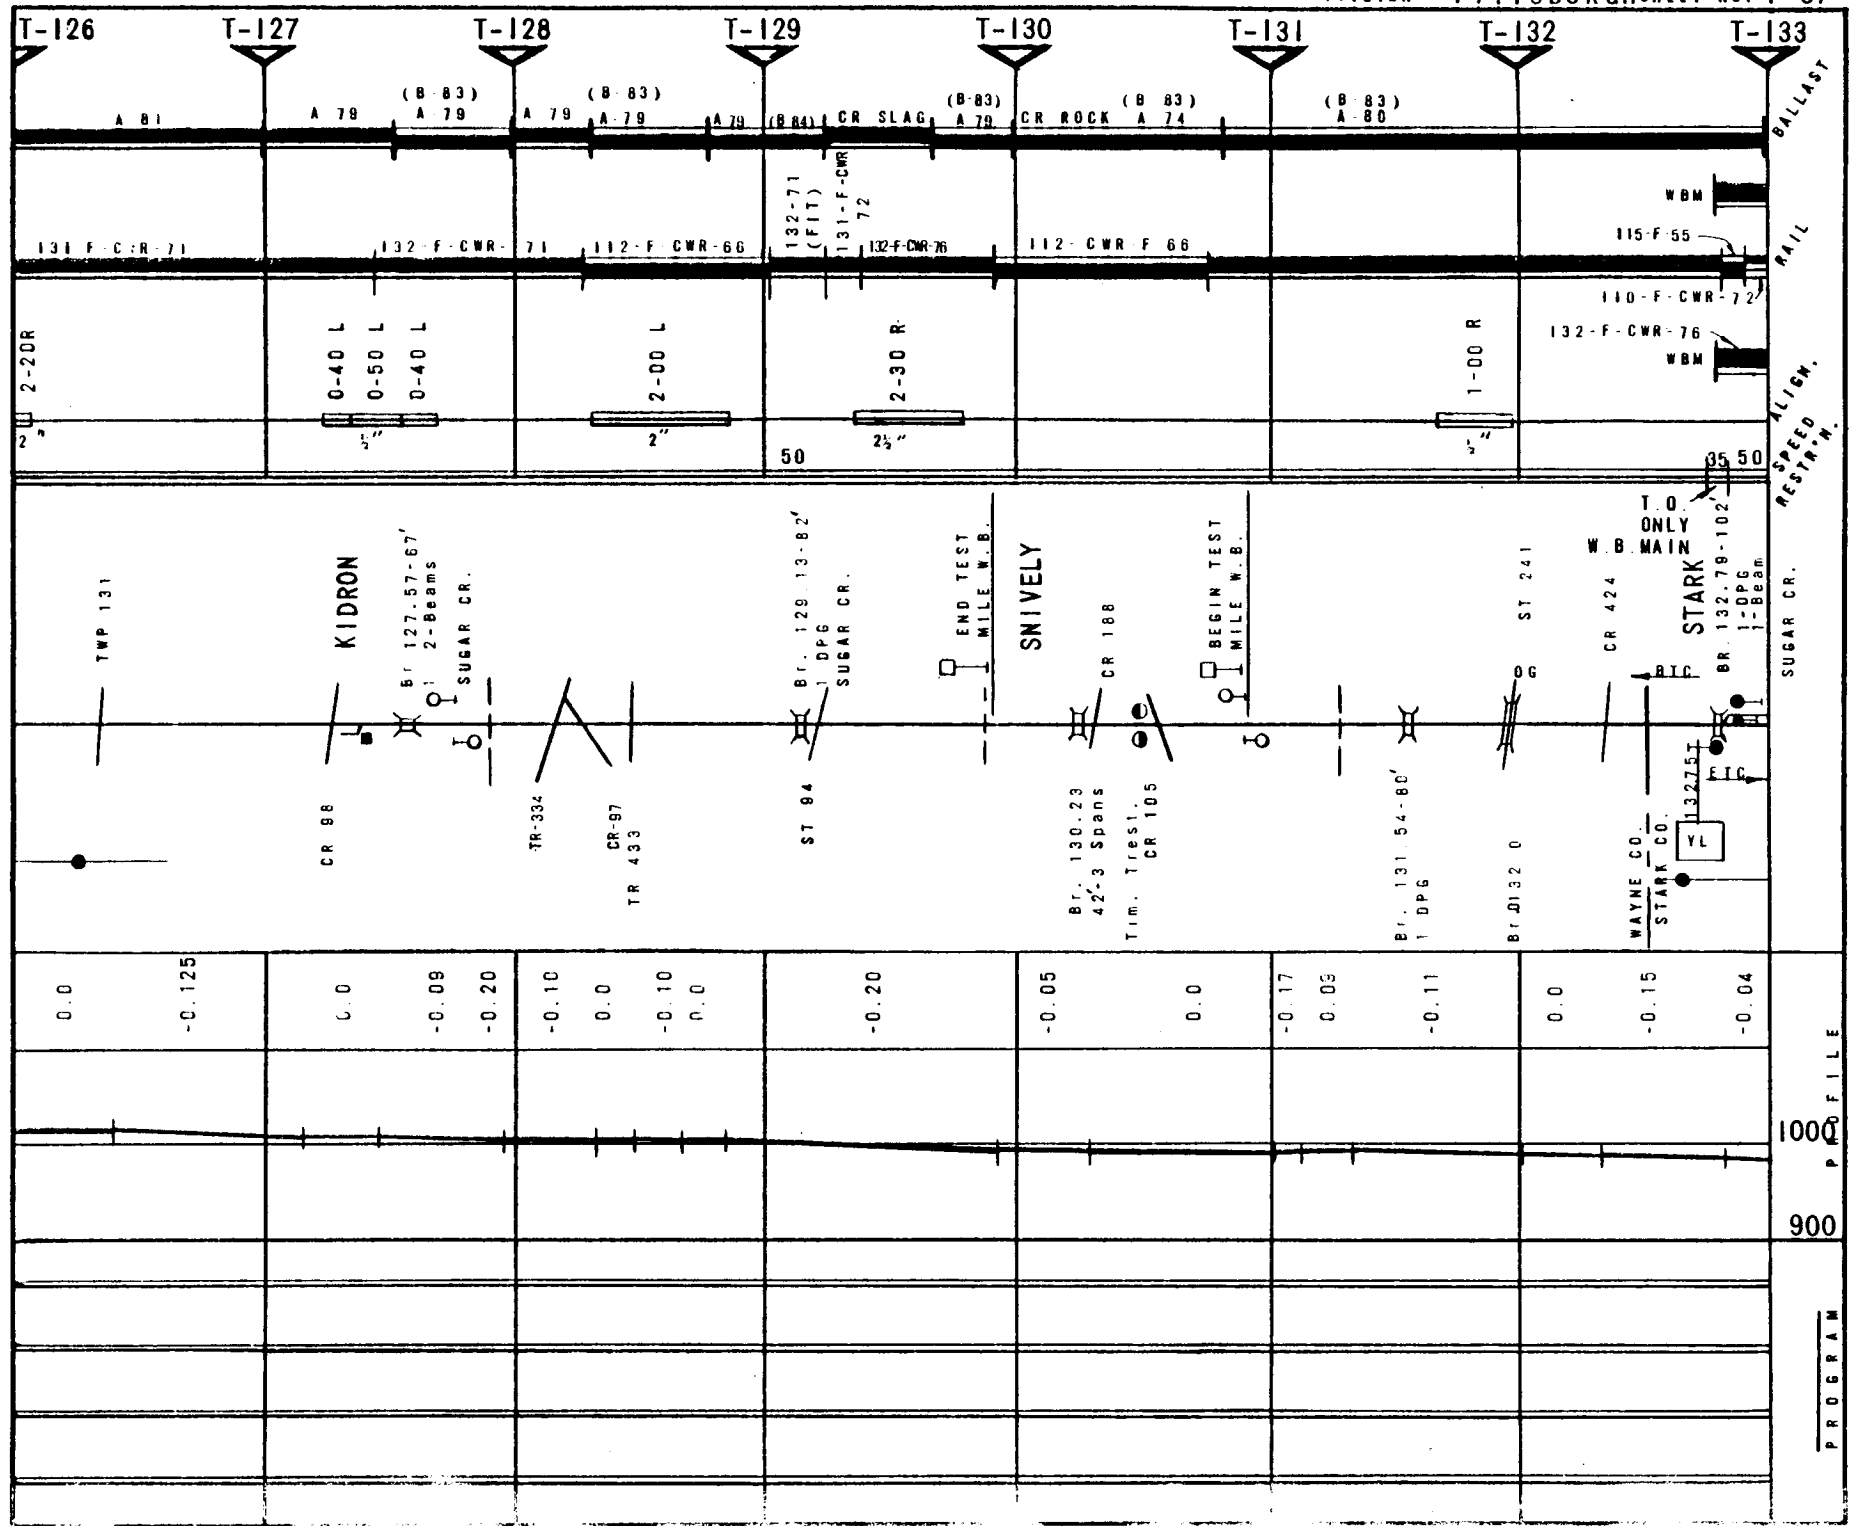 T-126 T-127 T-128 T-129 T-130 T-131 T-132 T-133
A 81
A 79
(B-83)
A 79
A 79
(B-83)
A-79
A 79
(B 84)
CR SLAG
(B-83)
A 79
CR ROCK
(B 83)
A 74
(B-83)
A-80
BALLAST
WBM
132-71
(FIT)
131-F-CWR
72
132-F-CWR-71
112-F-CWR-66
132-F-CWR-76
112-CWR-F 66
115-F-55
RAIL
110-F-CWR-72
132-F-CWR-76
WBM
2-20R
0-40 L
0-50 L
0-40 L
2-00 L
2-30 R
1-00 R
ALIGN.
2"
½"
2"
2½"
½"
50
35 50
SPEED
RESTR'N.
T.O.
ONLY
W.B.MAIN
TWP 131
KIDRON
Br 127.57-67'
1 2-Beams
SUGAR CR.
Br. 129.13-82'
1 DPG
SUGAR CR.
END TEST
MILE W.B.
SNIVELY
CR 188
BEGIN TEST
MILE W.B.
ST 241
OG
CR 424
STARK
BTC
BR.132.79-102'
1-DPG
1-Beam
SUGAR CR.
CR 98
TR-334
CR-97
TR 433
ST 94
Br. 130.23
42'-3 Spans
Tim. Trest.
CR 105
Br. 131.54-80'
1 DPG
WAYNE CO.
STARK CO.
13275T
YL
ETC
0.0
-0.125
0.0
-0.09
-0.20
-0.10
0.0
-0.10
0.0
-0.20
-0.05
0.0
-0.17
0.09
-0.11
0.0
-0.15
-0.04
PROFILE
1000
900
PROGRAM